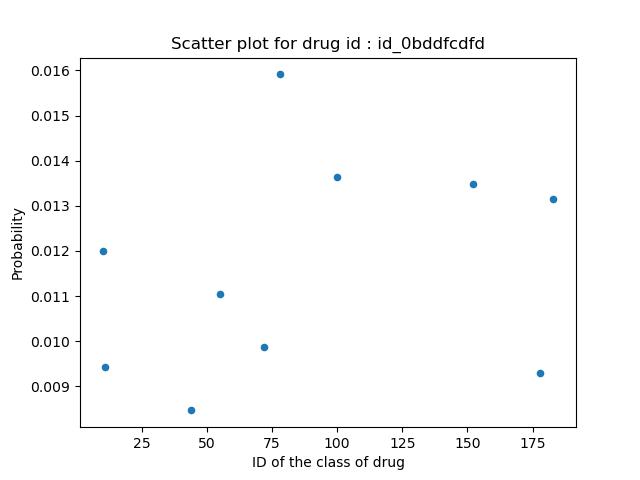 Scatter plot for drug id : id_0bddfcdfd
0.016
0.015
0.014
0.013
0.012
0.011
0.010
0.009
Probability
25 50 75 100 125 150 175
ID of the class of drug